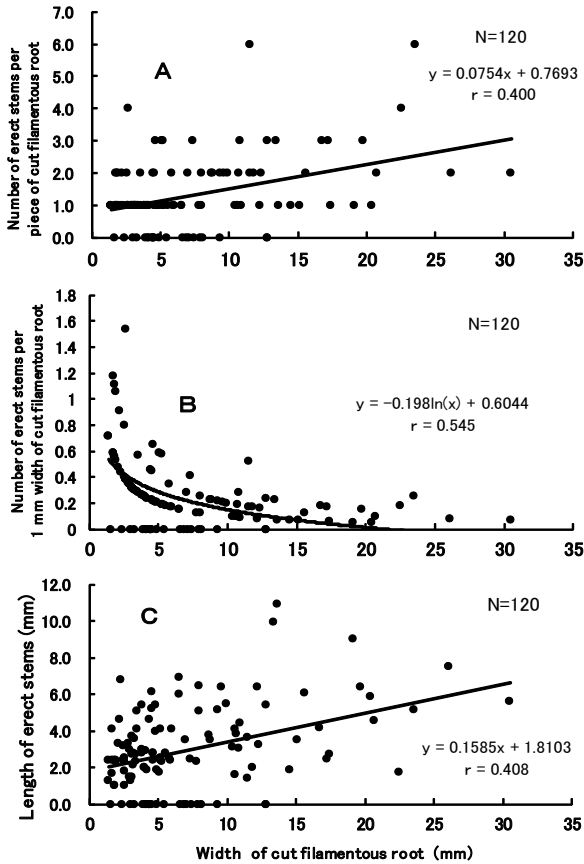 7.0
6.0
5.0
4.0
3.0
2.0
1.0
0.0
Number of erect stems per
piece of cut filamentous root
A
N=120
y = 0.0754x + 0.7693
r = 0.400
0 5 10 15 20 25 30 35
1.8
1.6
1.4
1.2
1
0.8
0.6
0.4
0.2
0
Number of erect stems per
1 mm width of cut filamentous root
B
N=120
y = −0.198ln(x) + 0.6044
r = 0.545
0 5 10 15 20 25 30 35
12.0
10.0
8.0
6.0
4.0
2.0
0.0
Length of erect stems (mm)
C
N=120
y = 0.1585x + 1.8103
r = 0.408
0 5 10 15 20 25 30 35
Width of cut filamentous root (mm)